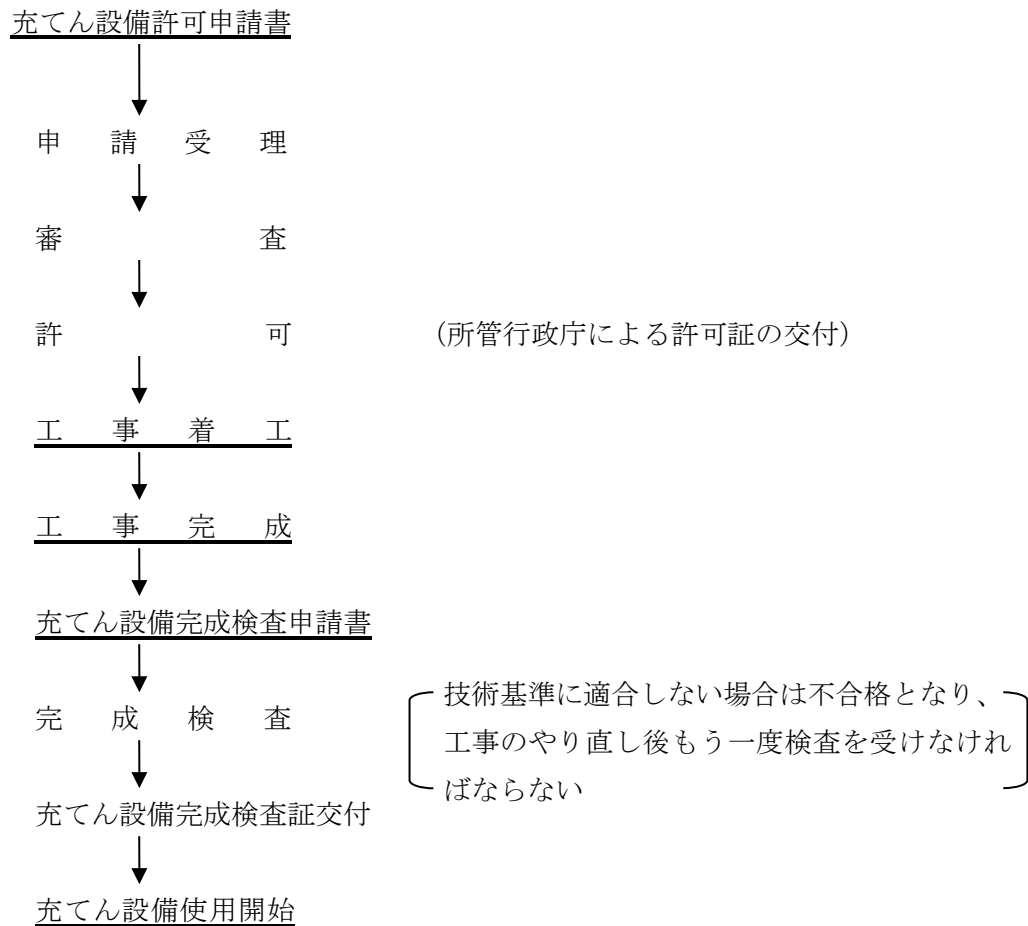 充てん設備許可申請書
申請受理
審査
許可 （所管行政庁による許可証の交付）
工事着工
工事完成
充てん設備完成検査申請書
技術基準に適合しない場合は不合格となり、
完成検査
工事のやり直し後もう一度検査を受けなけれ
ばならない
充てん設備完成検査証交付
充てん設備使用開始